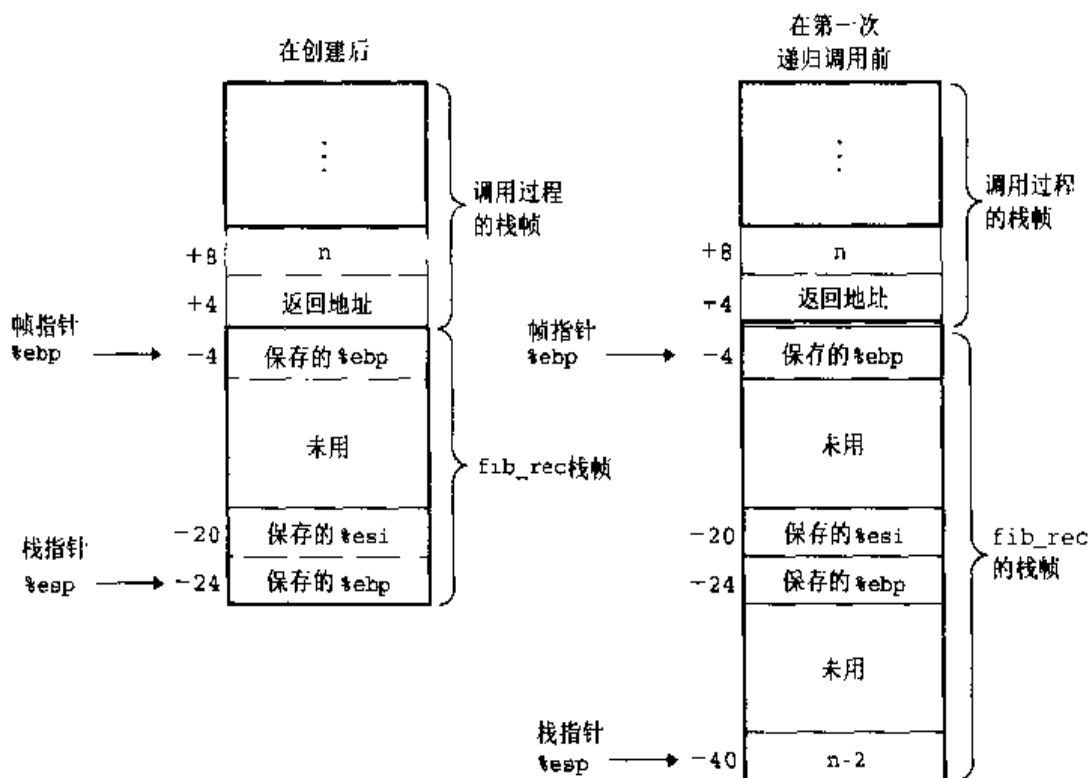 在创建后
⋮
+8
n
+4
返回地址
调用过程
的栈帧
帧指针
%ebp
-4
保存的%ebp
未用
-20
保存的%esi
栈指针
%esp
-24
保存的%ebp
fib_rec栈帧
在第一次
递归调用前
⋮
+8
n
+4
返回地址
调用过程
的栈帧
帧指针
%ebp
-4
保存的%ebp
未用
-20
保存的%esi
-24
保存的%ebp
未用
栈指针
%esp
-40
n-2
fib_rec
的栈帧